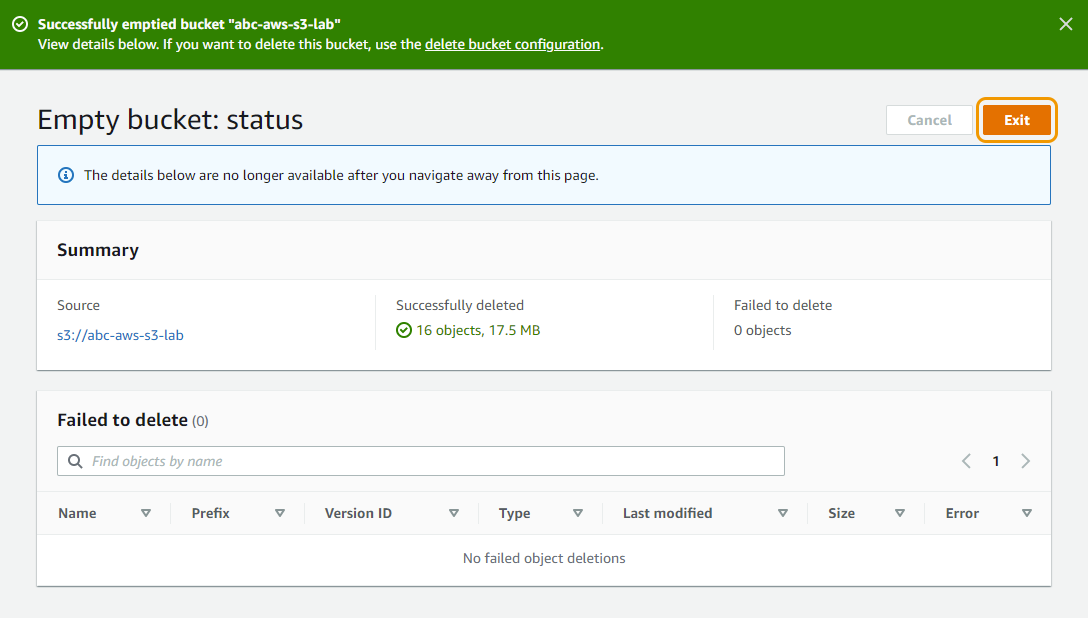 Successfully emptied bucket "abc-aws-s3-lab"
View details below. If you want to delete this bucket, use the delete bucket configuration.
Empty bucket: status
Cancel
Exit
The details below are no longer available after you navigate away from this page.
Summary
Source
s3://abc-aws-s3-lab
Successfully deleted
16 objects, 17.5 MB
Failed to delete
0 objects
Failed to delete (0)
Find objects by name
1
Name Prefix Version ID Type Last modified Size Error
No failed object deletions